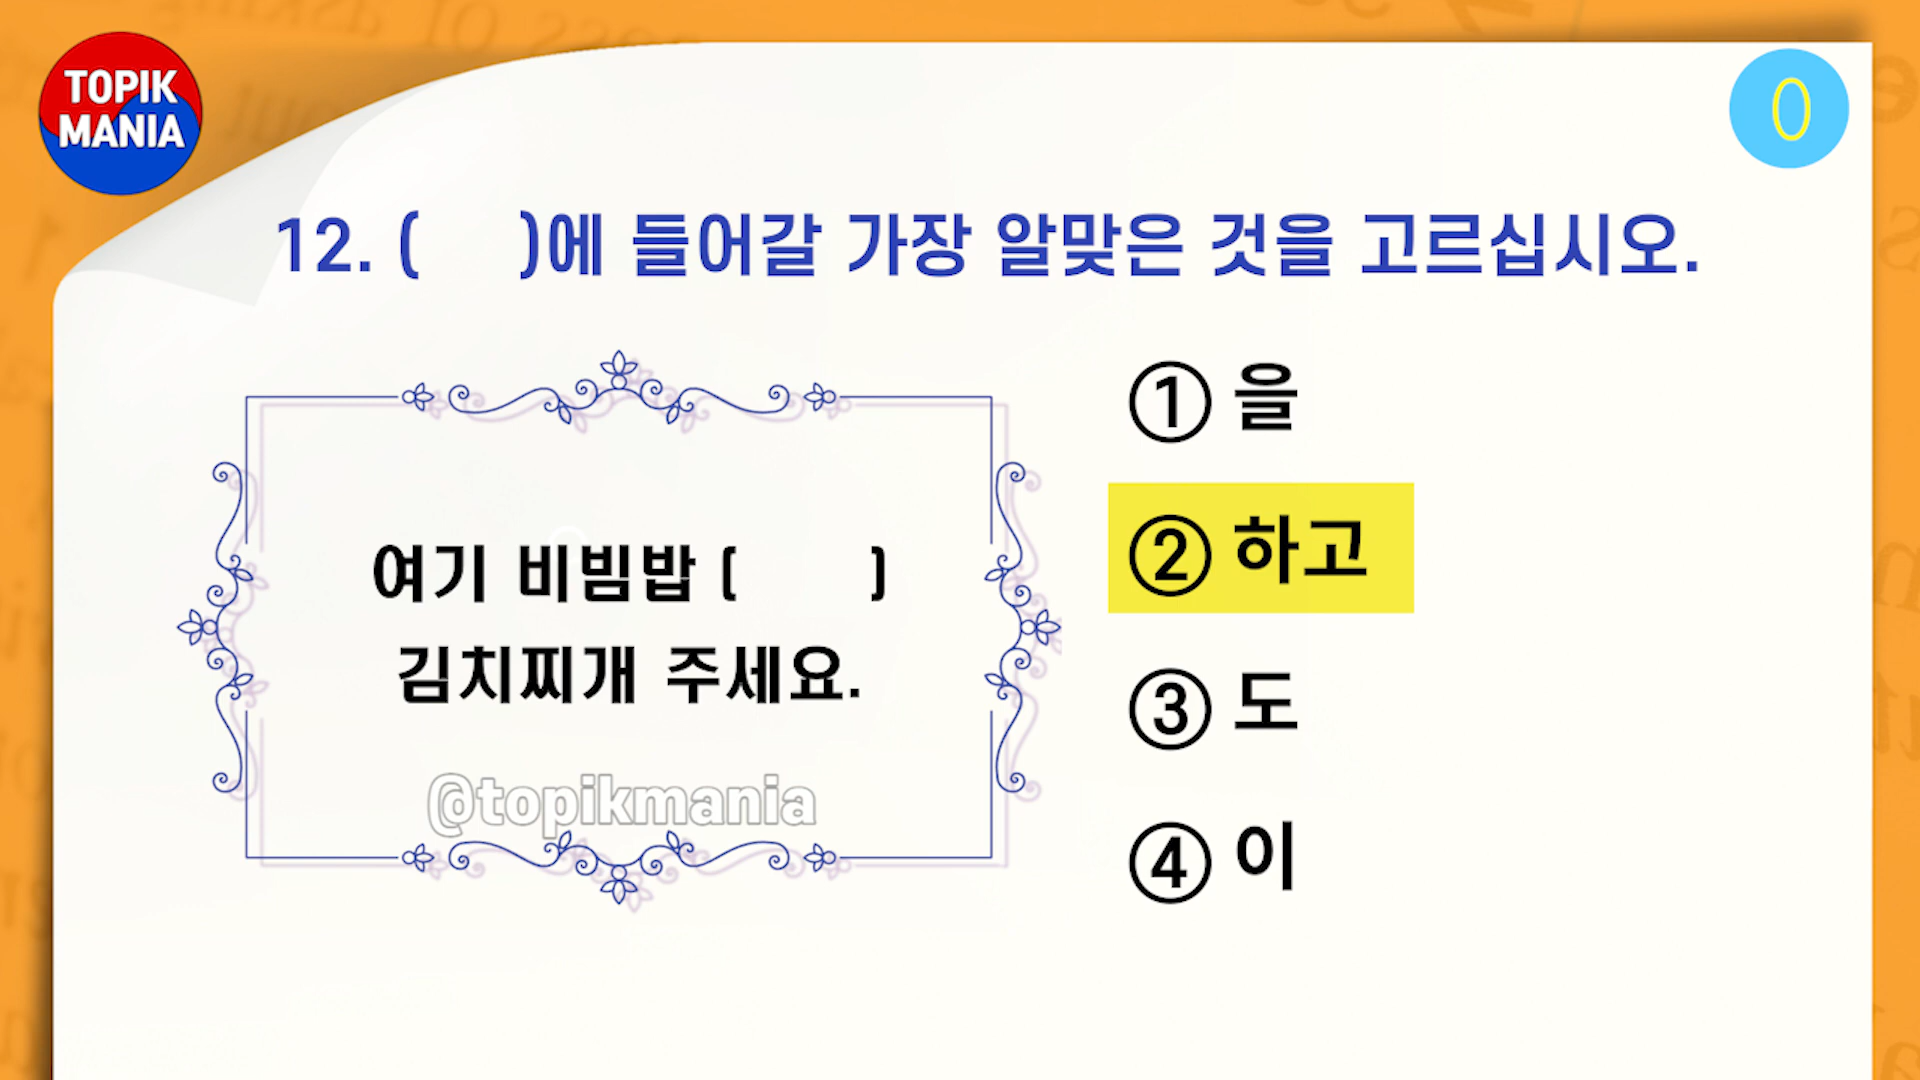 TOPIK
MANIA
0
12. (    )에 들어갈 가장 알맞은 것을 고르십시오.
여기 비빔밥 (    )
김치찌개 주세요.
@topikmania
① 을
② 하고
③ 도
④ 이